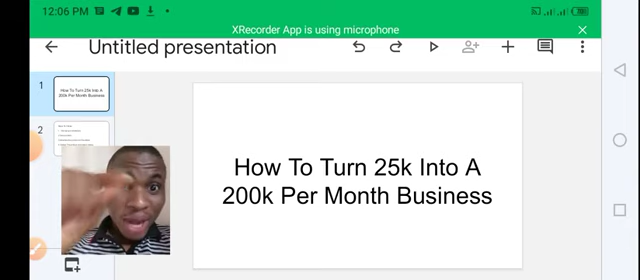 12:06 PM
XRecorder App is using microphone
Untitled presentation
1
How To Turn 25k Into A
200k Per Month Business
2
How To Turn 25k Into A
200k Per Month Business